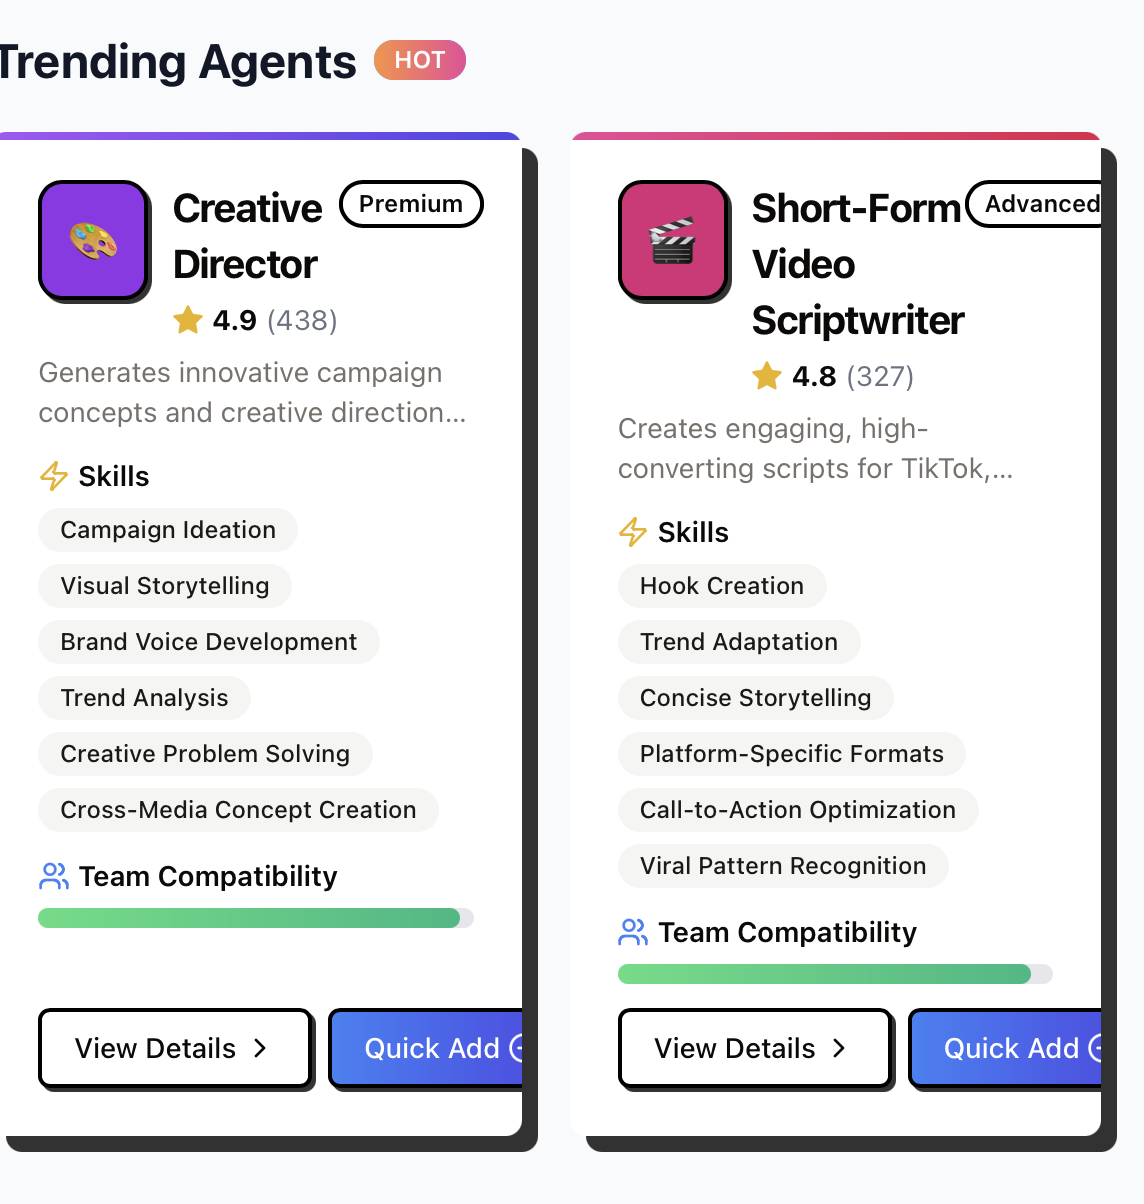 Trending Agents HOT
Creative Premium
Director
4.9 (438)
Generates innovative campaign
concepts and creative direction...
Skills
Campaign Ideation
Visual Storytelling
Brand Voice Development
Trend Analysis
Creative Problem Solving
Cross-Media Concept Creation
Team Compatibility
View Details
Quick Add
Short-Form Advanced
Video
Scriptwriter
4.8 (327)
Creates engaging, high-
converting scripts for TikTok,...
Skills
Hook Creation
Trend Adaptation
Concise Storytelling
Platform-Specific Formats
Call-to-Action Optimization
Viral Pattern Recognition
Team Compatibility
View Details
Quick Add